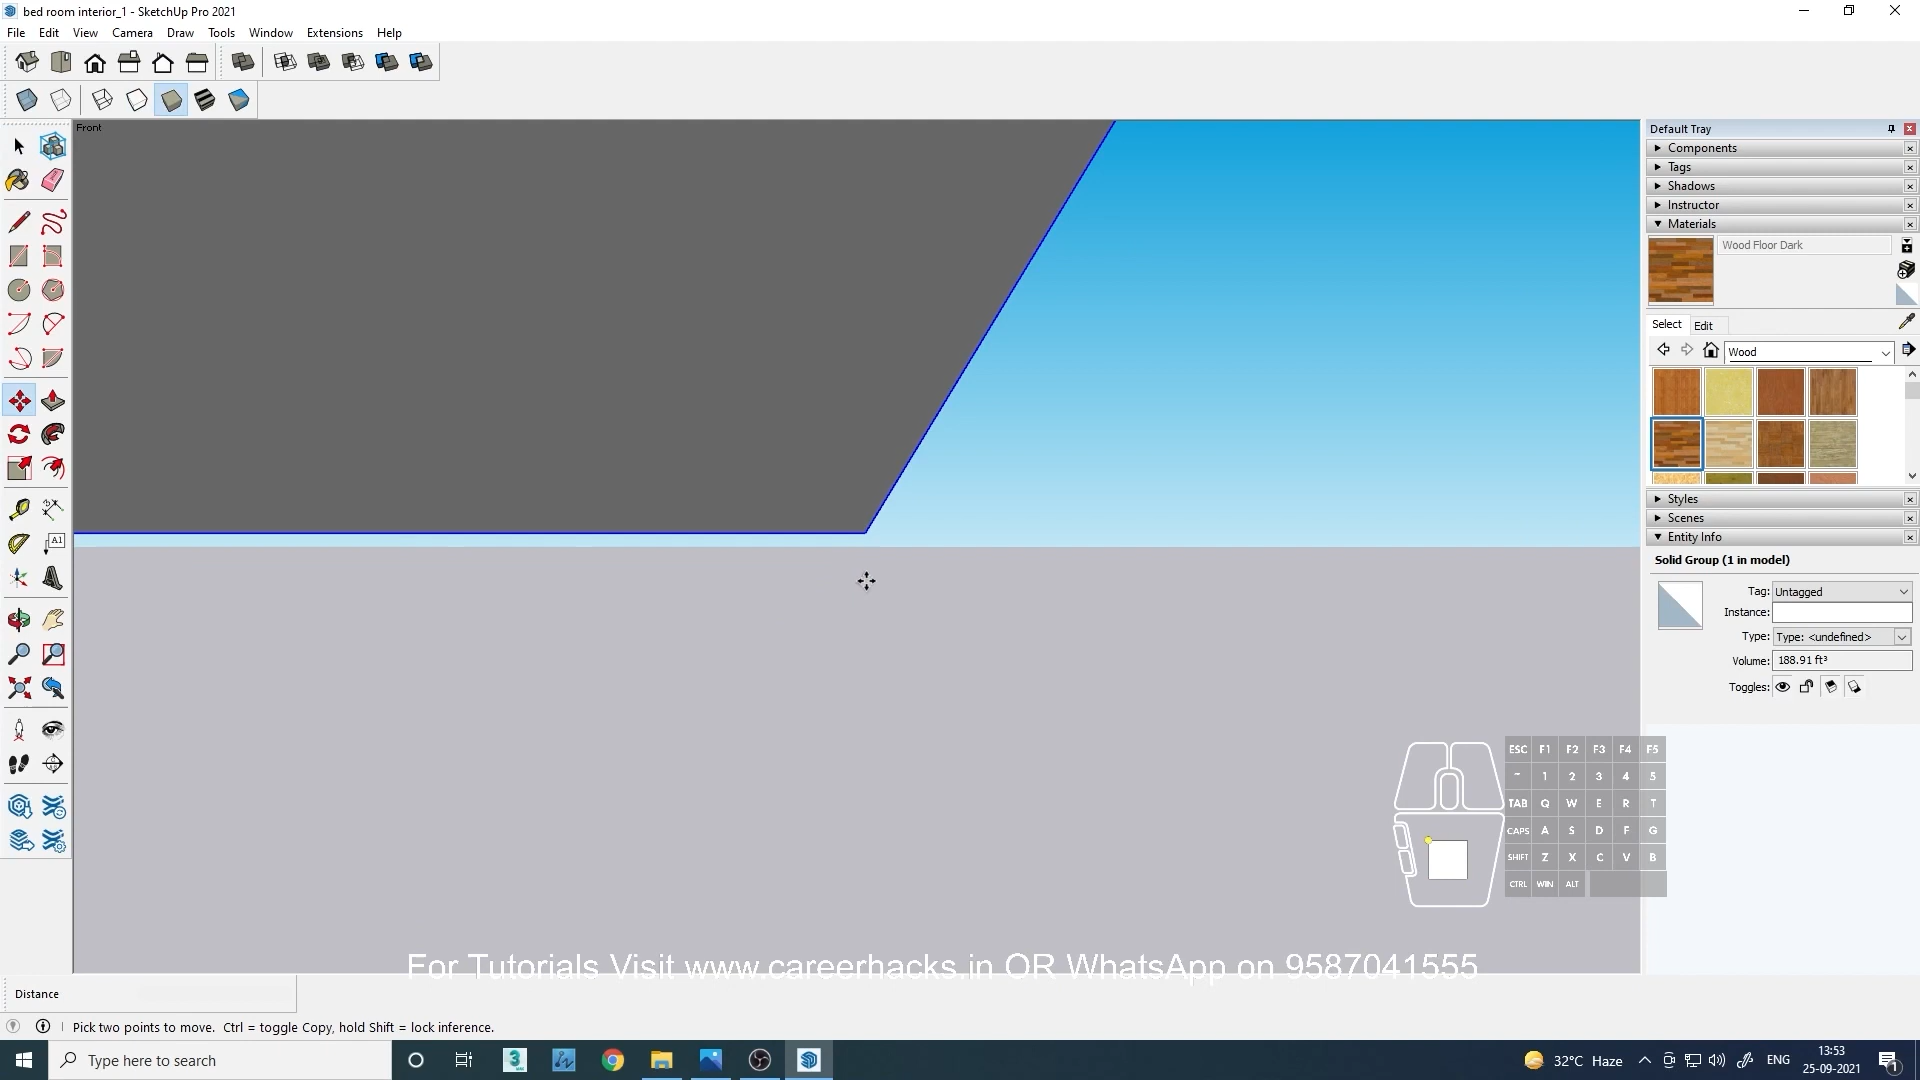 bed room interior_1 - SketchUp Pro 2021
File Edit View Camera Draw Tools Window Extensions Help
Front
Default Tray
Components
Tags
Shadows
Instructor
Materials
Wood Floor Dark
Select Edit
Wood
Styles
Scenes
Entity Info
Solid Group (1 in model)
Tag: Untagged
Instance:
Type: Type: <undefined>
Volume: 188.91 ft³
Toggles:
A1
ESC F1 F2 F3 F4 F5
~ 1 2 3 4 5
TAB Q W E R T
CAPS A S D F G
SHIFT Z X C V B
CTRL WIN ALT
For Tutorials Visit www.careerhacks.in OR WhatsApp on 9587041555
Distance
Pick two points to move. Ctrl = toggle Copy, hold Shift = lock inference.
Type here to search
3
32°C Haze
ENG
13:53
25-09-2021
1